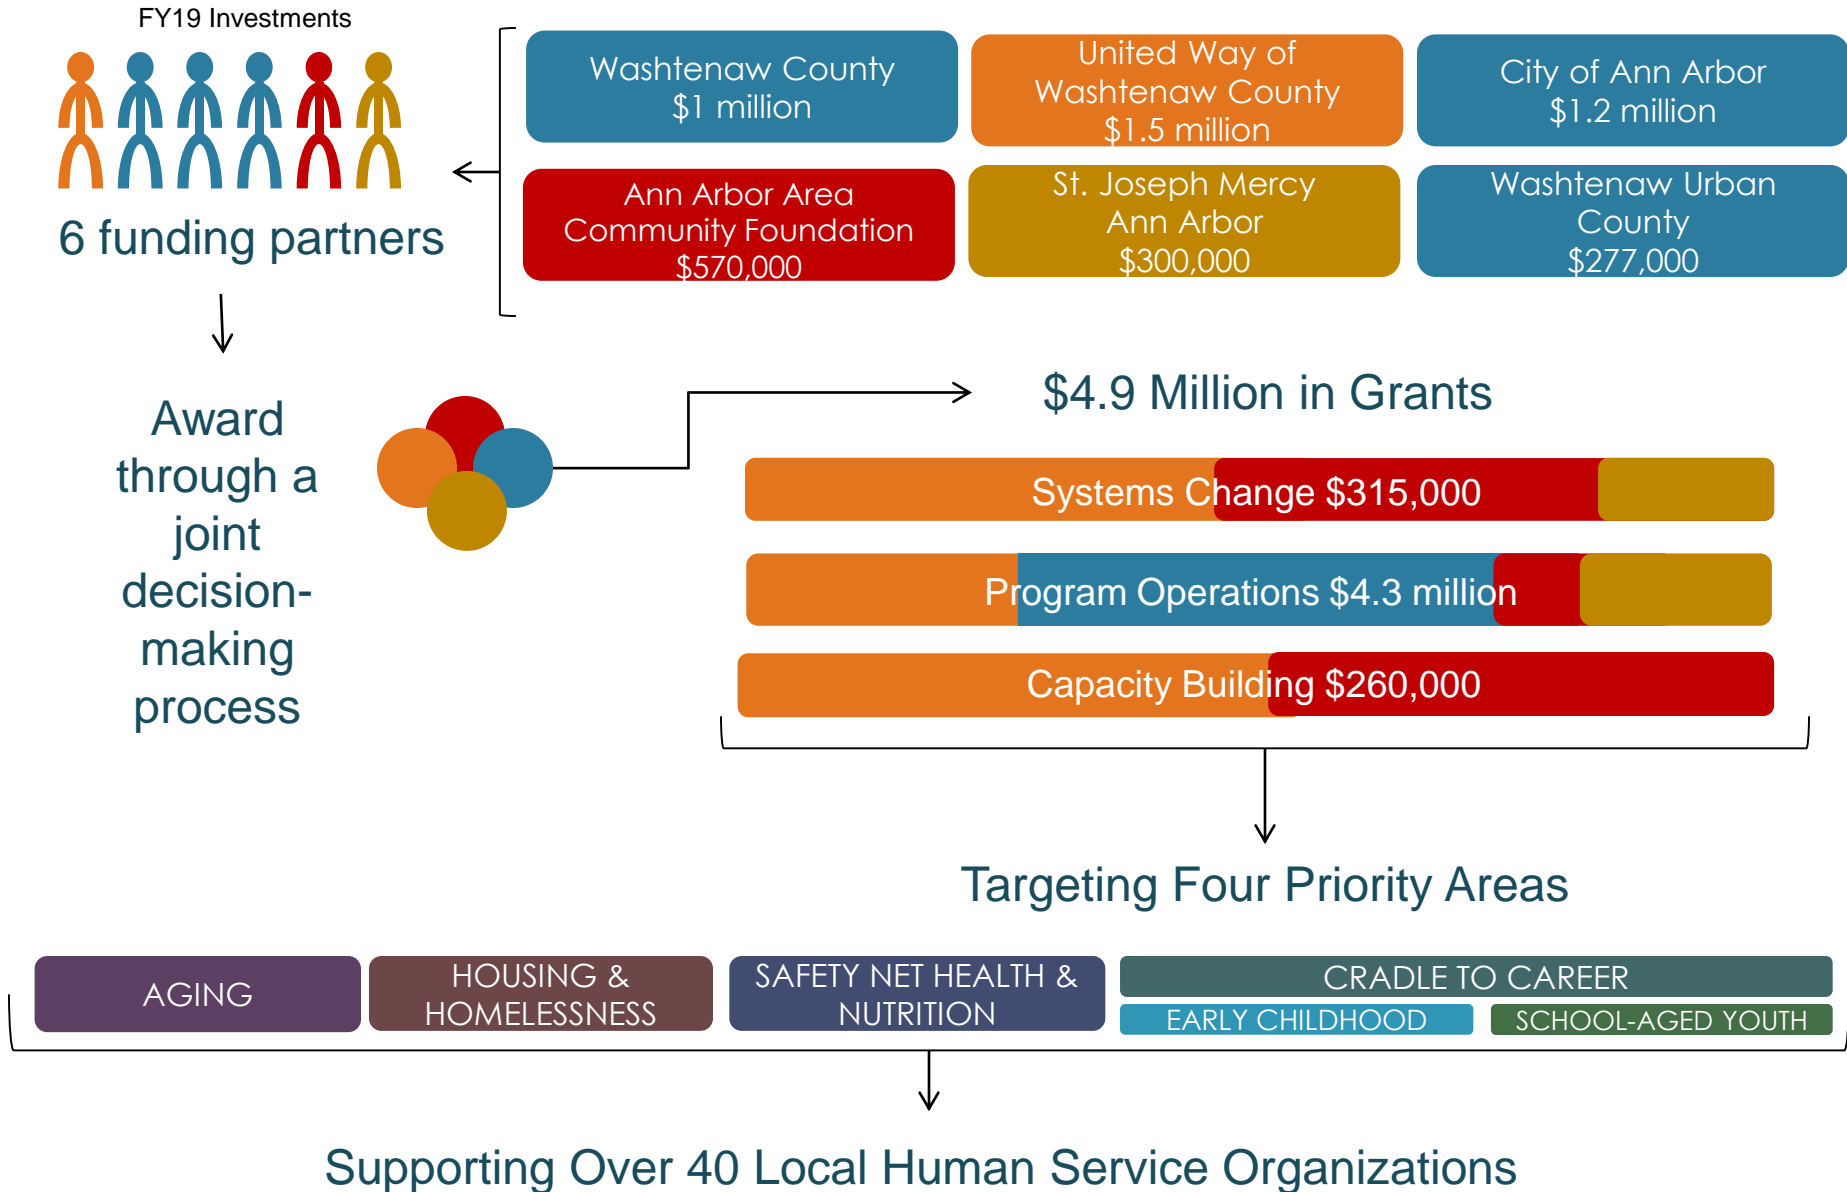 FY19 Investments
Washtenaw County
$1 million
United Way of
Washtenaw County
$1.5 million
City of Ann Arbor
$1.2 million
Ann Arbor Area
Community Foundation
$570,000
St. Joseph Mercy
Ann Arbor
$300,000
Washtenaw Urban
County
$277,000
6 funding partners
Award
through a
joint
decision-
making
process
$4.9 Million in Grants
Systems Change $315,000
Program Operations $4.3 million
Capacity Building $260,000
Targeting Four Priority Areas
AGING
HOUSING &
HOMELESSNESS
SAFETY NET HEALTH &
NUTRITION
CRADLE TO CAREER
EARLY CHILDHOOD
SCHOOL-AGED YOUTH
Supporting Over 40 Local Human Service Organizations